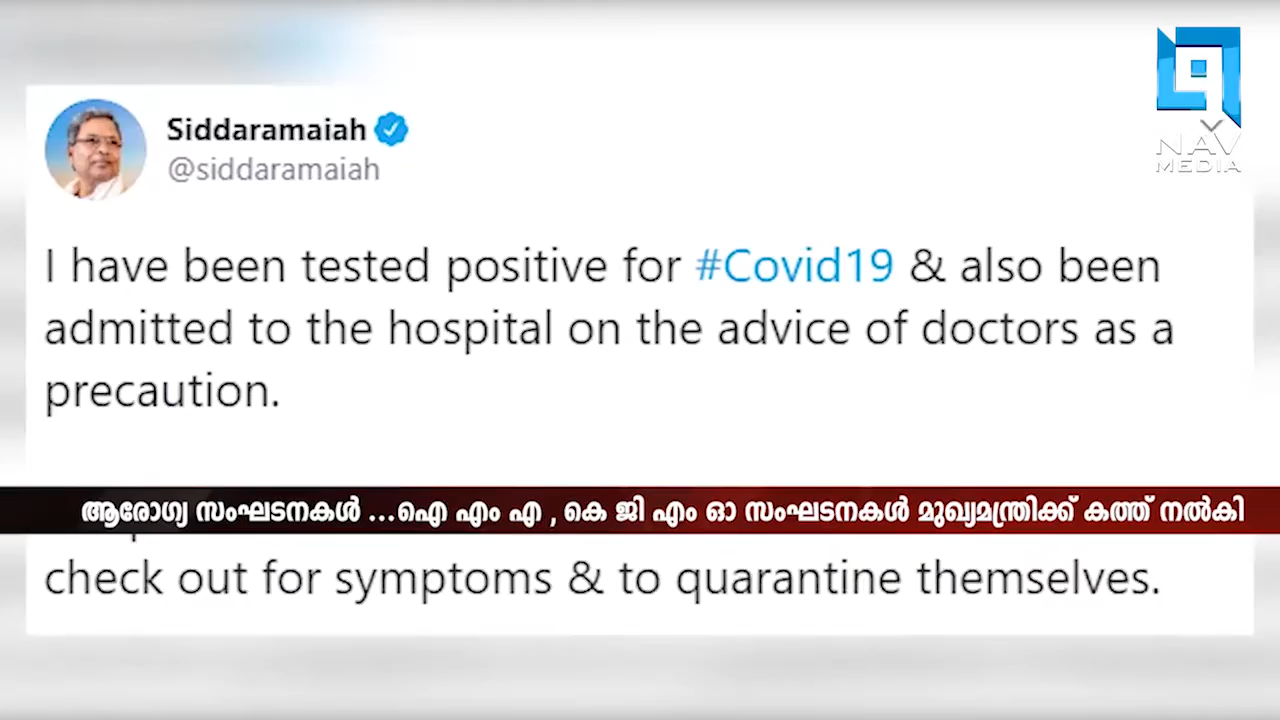 NAV
MEDIA
Siddaramaiah
@siddaramaiah
I have been tested positive for #Covid19 & also been
admitted to the hospital on the advice of doctors as a
precaution.
ആരോഗ്യ സംഘടനകൾ ...ഐ എം എ , കെ ജി എം ഓ സംഘടനകൾ മുഖ്യമന്ത്രിക്ക് കത്ത് നൽകി
check out for symptoms & to quarantine themselves.